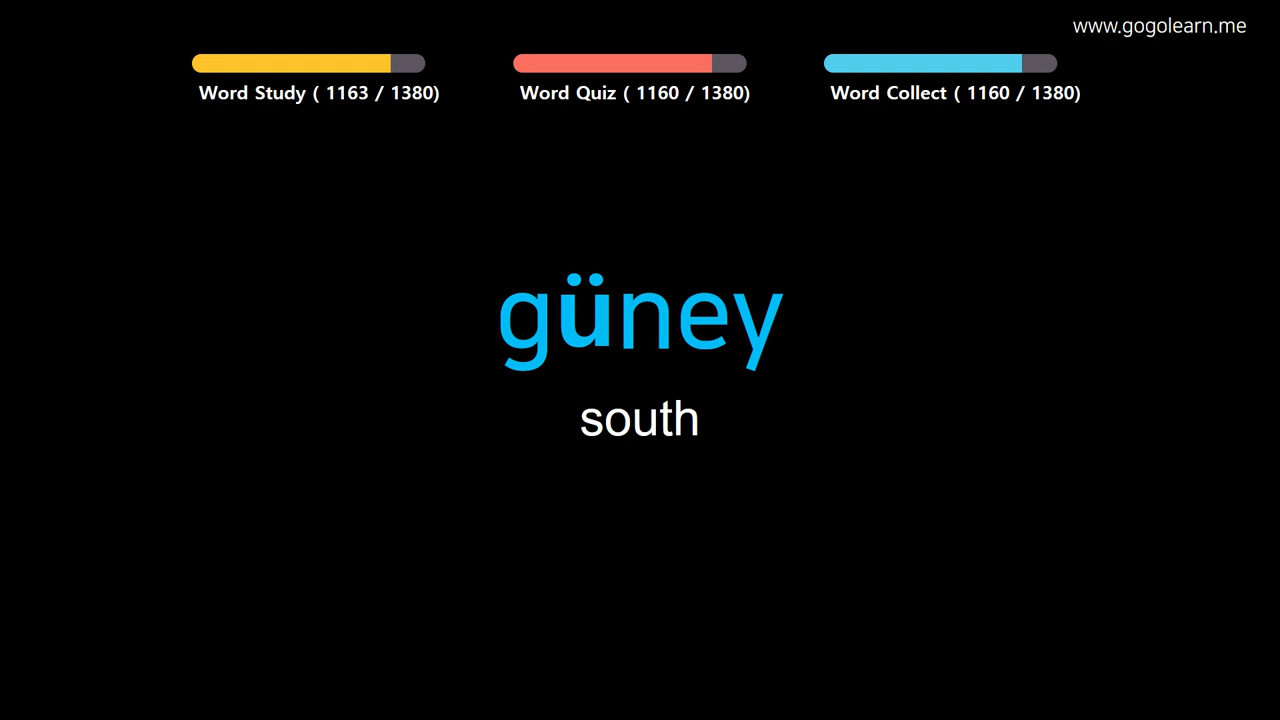 www.gogolearn.me
Word Study ( 1163 / 1380)
Word Quiz ( 1160 / 1380)
Word Collect ( 1160 / 1380)
güney
south